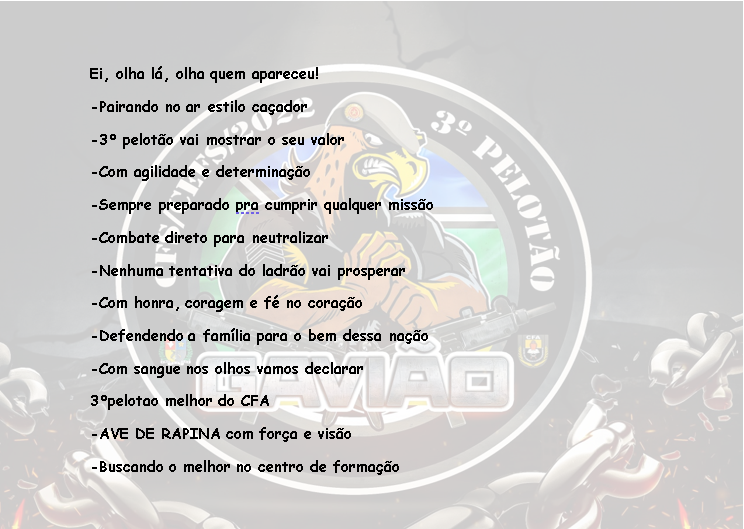 Ei, olha lá, olha quem apareceu!
-Pairando no ar estilo caçador
-3º pelotão vai mostrar o seu valor
-Com agilidade e determinação
-Sempre preparado pra cumprir qualquer missão
-Combate direto para neutralizar
-Nenhuma tentativa do ladrão vai prosperar
-Com honra, coragem e fé no coração
-Defendendo a família para o bem dessa nação
-Com sangue nos olhos vamos declarar
3ºpelotao melhor do CFA
-AVE DE RAPINA com força e visão
-Buscando o melhor no centro de formação
3º PELOTÃO
GAVIÃO